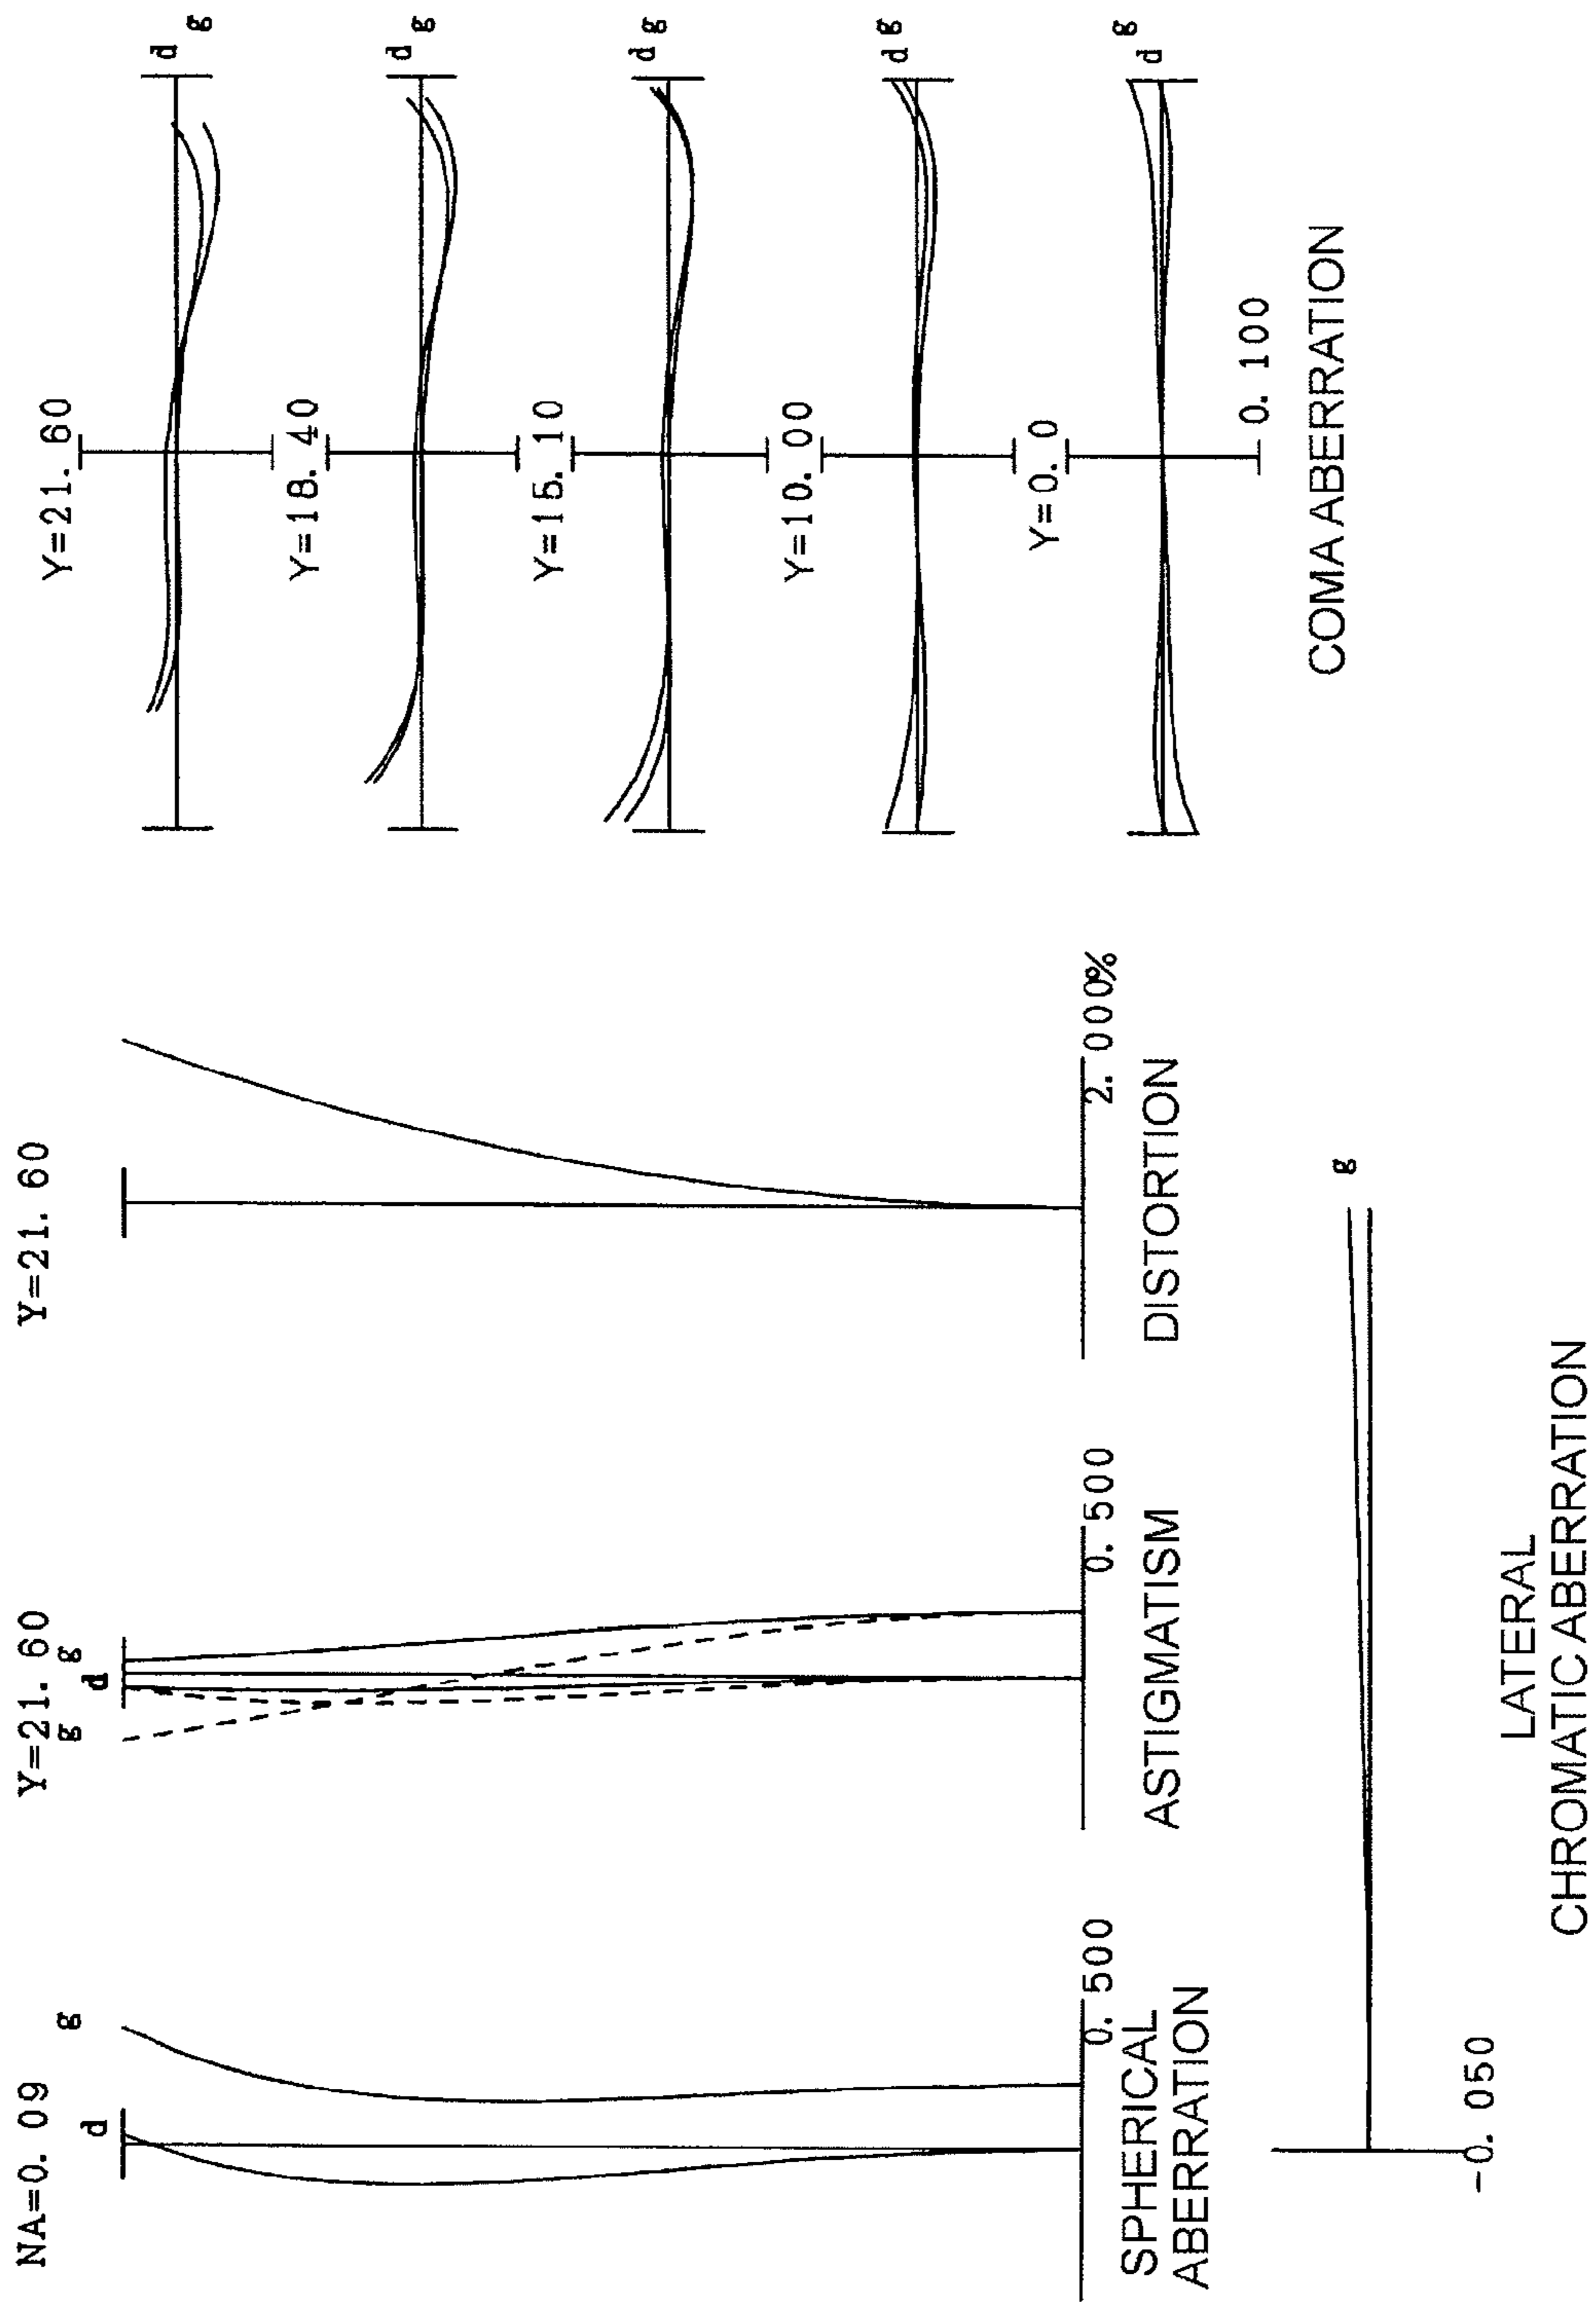 NA=0. 09
d
g
0. 500
SPHERICAL
ABERRATION
Y=21. 60
g
d
g
0. 500
ASTIGMATISM
Y=21. 60
2. 000%
DISTORTION
Y=21. 60
d
g
Y=18. 40
d
g
Y=15. 10
d
g
Y=10. 00
d
g
Y=0. 0
g
d
0. 100
COMA ABERRATION
g
-0. 050
LATERAL
CHROMATIC ABERRATION